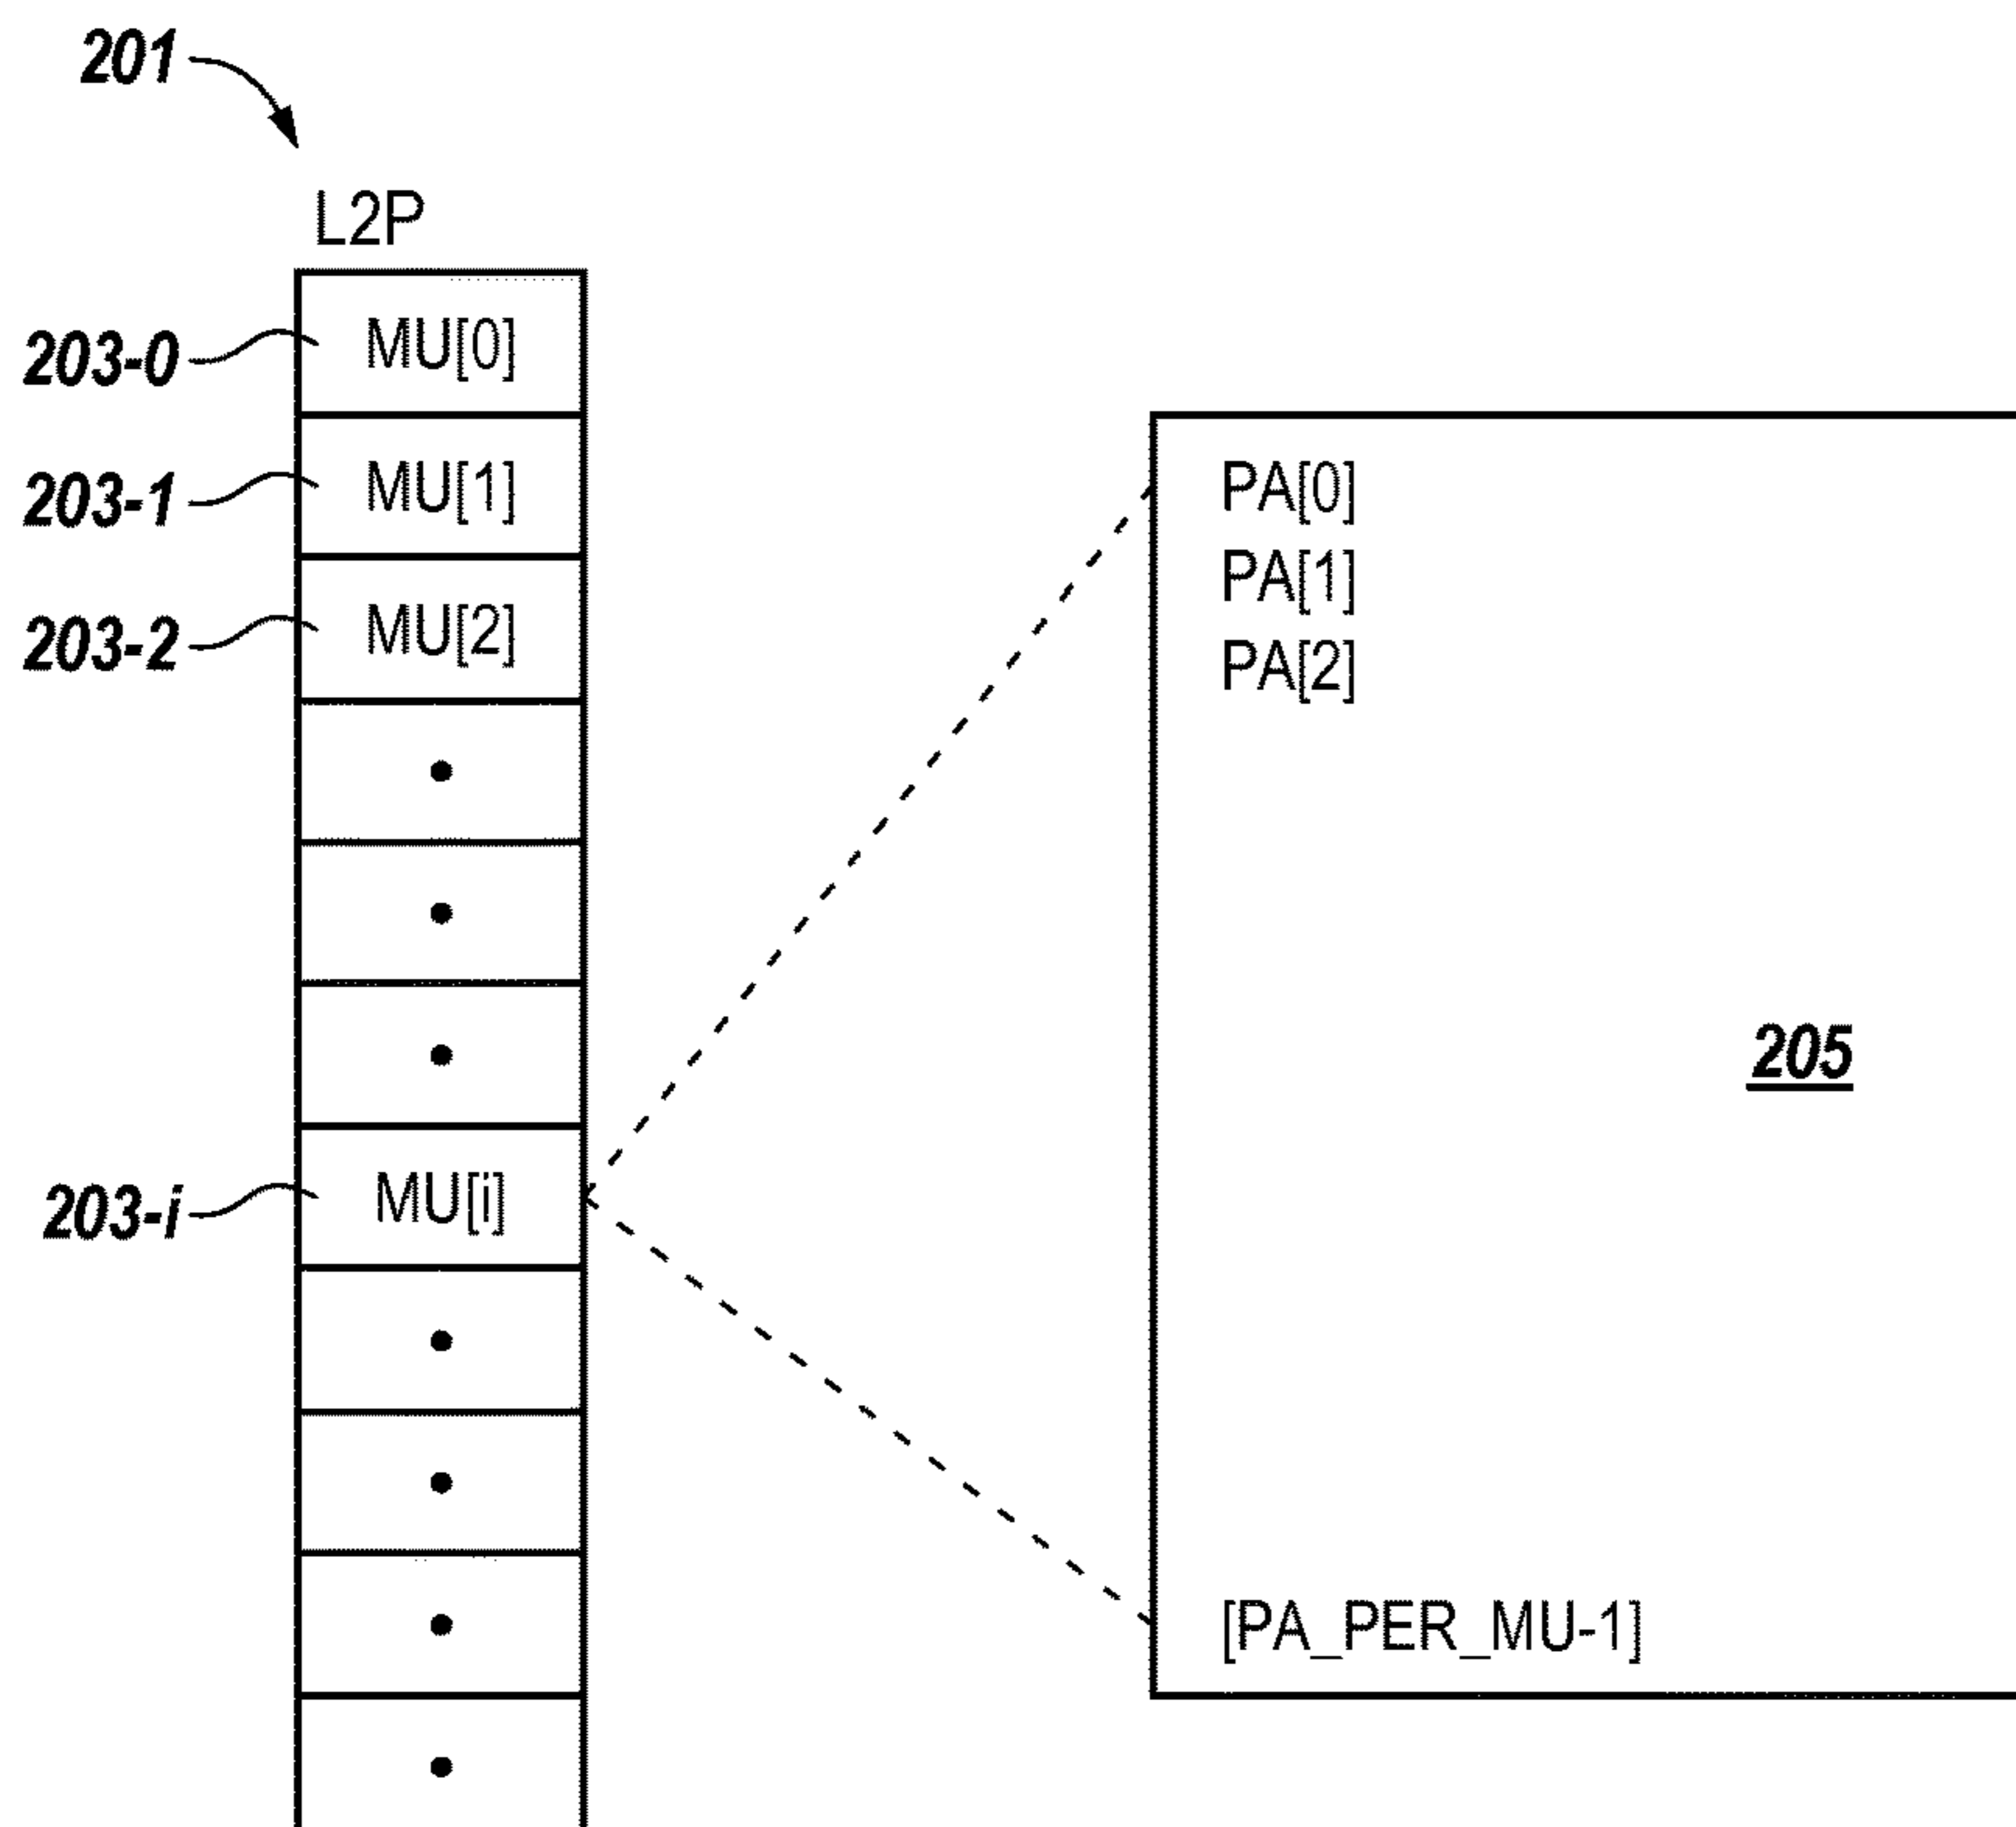 201
L2P
203-0 MU[0]
203-1 MU[1]
203-2 MU[2]
203-i MU[i]
PA[0]
PA[1]
PA[2]
205
[PA_PER_MU-1]